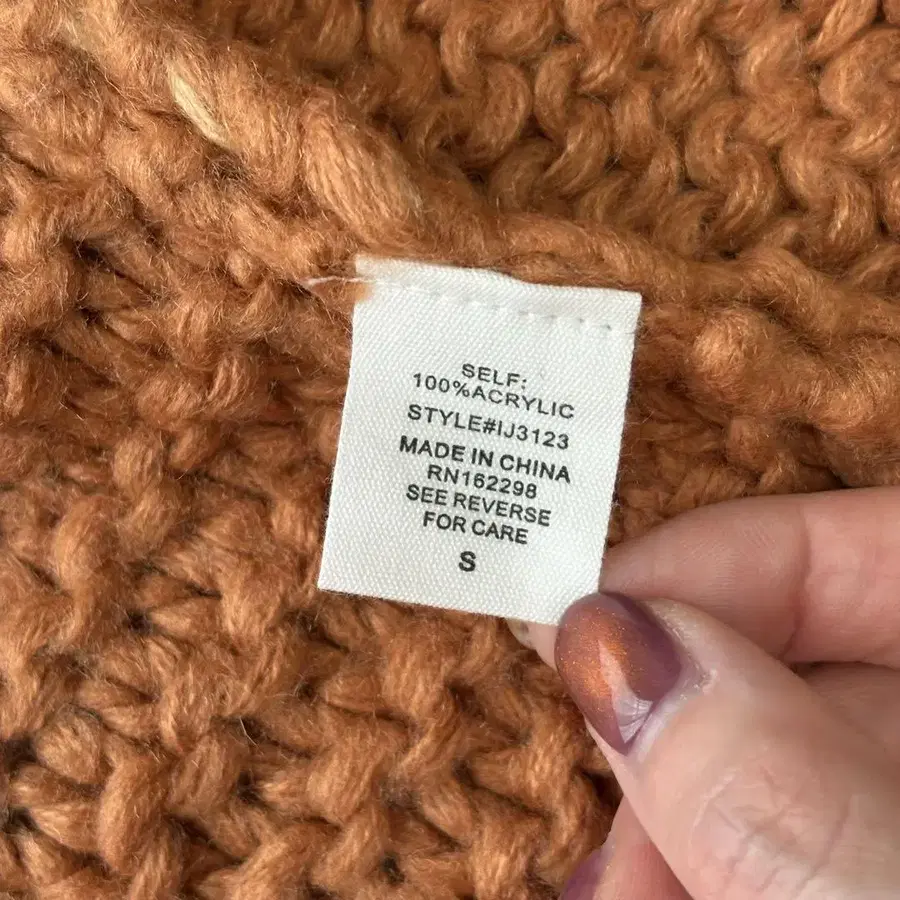 SELF:
100%ACRYLIC
STYLE#IJ3123
MADE IN CHINA
RN162298
SEE REVERSE
FOR CARE
S